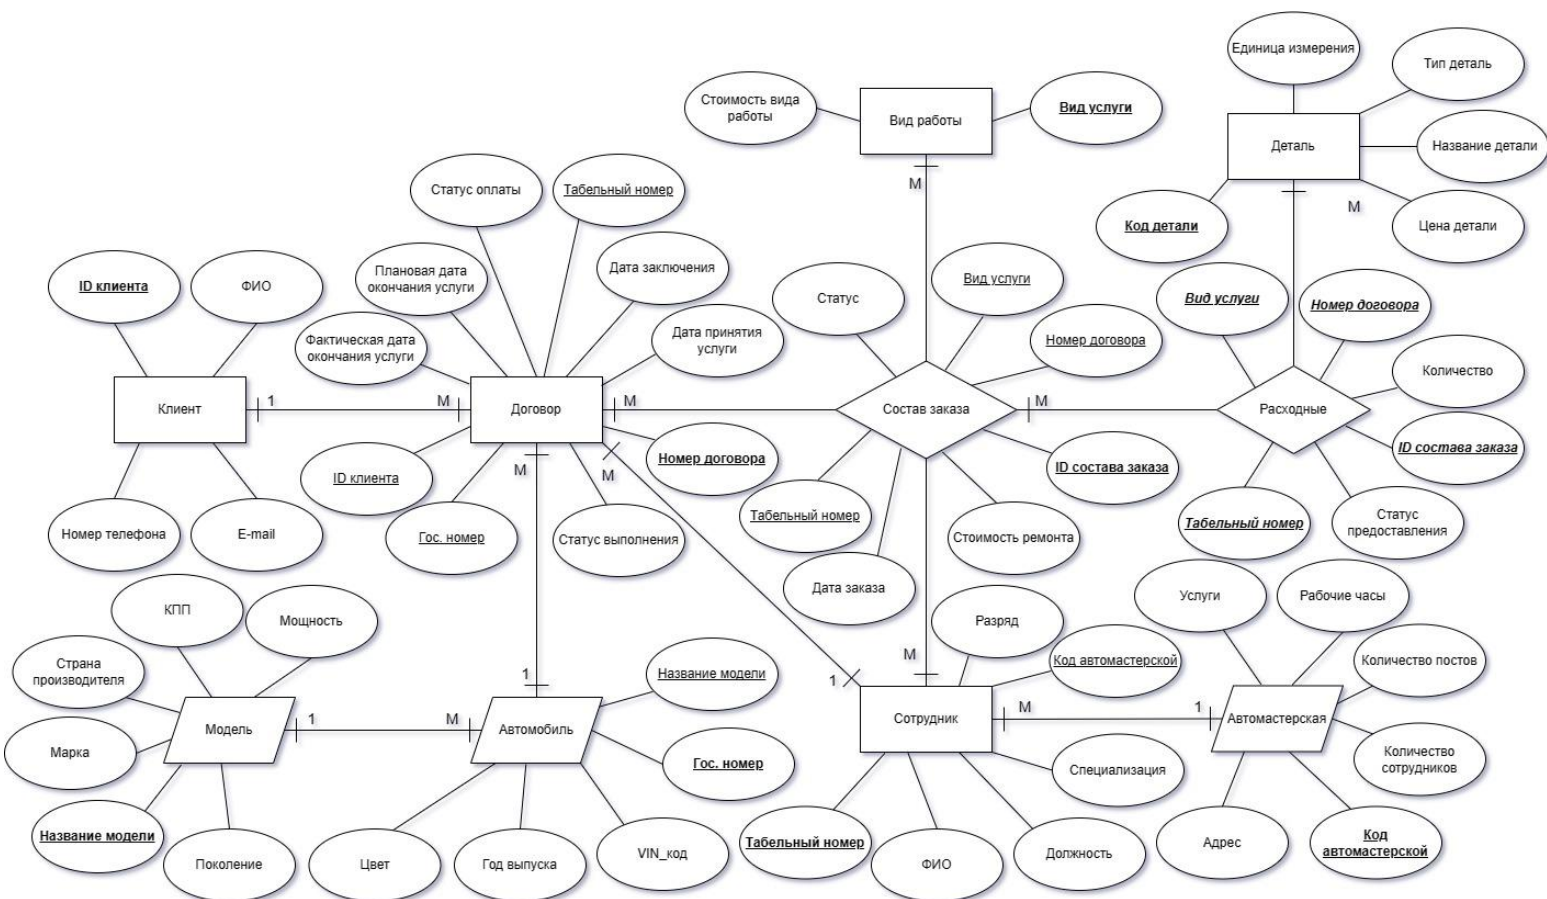 Единица измерения
Тип деталь
Стоимость вида
работы
Вид работы
Вид услуги
Деталь
Название детали
М
М
Код детали
Цена детали
Статус оплаты
Табельный номер
Плановая дата
окончания услуги
Дата заключения
Статус
Вид услуги
Вид услуги
Номер договора
ID клиента
ФИО
Фактическая дата
окончания услуги
Дата принятия
услуги
Номер договора
Количество
Клиент
1
М
Договор
М
Состав заказа
М
Расходные
ID клиента
М
М
Номер договора
ID состава заказа
ID состава заказа
Номер телефона
E-mail
Гос. номер
Статус выполнения
Табельный номер
Стоимость ремонта
Табельный номер
Статус
предоставления
Дата заказа
КПП
Мощность
Разряд
Услуги
Рабочие часы
Страна
производителя
1
Название модели
1
М
Код автомастерской
Количество постов
Модель
1
М
Автомобиль
Сотрудник
М
1
Автомастерская
Марка
Гос. номер
Специализация
Количество
сотрудников
Название модели
Поколение
Цвет
Год выпуска
VIN_код
Табельный номер
ФИО
Должность
Адрес
Код
автомастерской